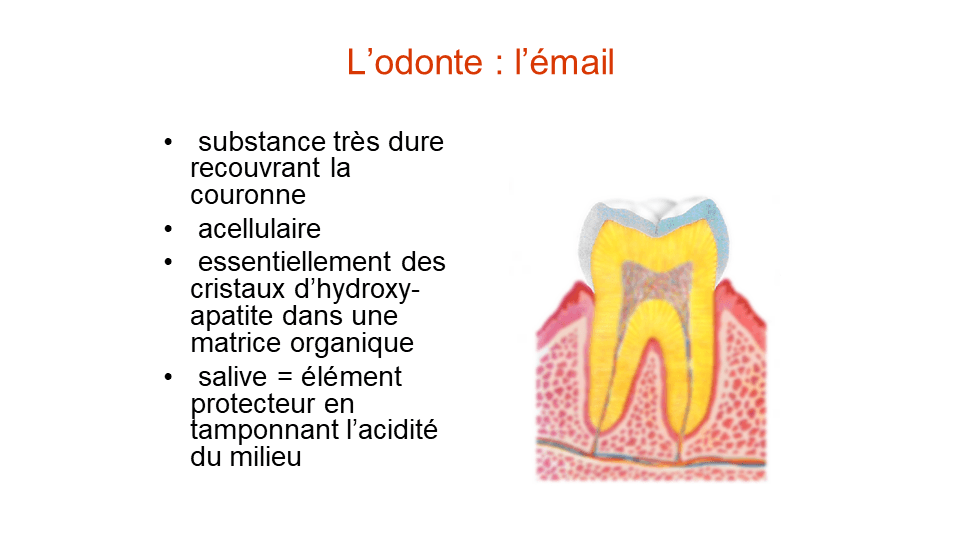 L’odonte : l’émail
• substance très dure
recouvrant la
couronne
• acellulaire
• essentiellement des
cristaux d’hydroxy-
apatite dans une
matrice organique
• salive = élément
protecteur en
tamponnant l’acidité
du milieu